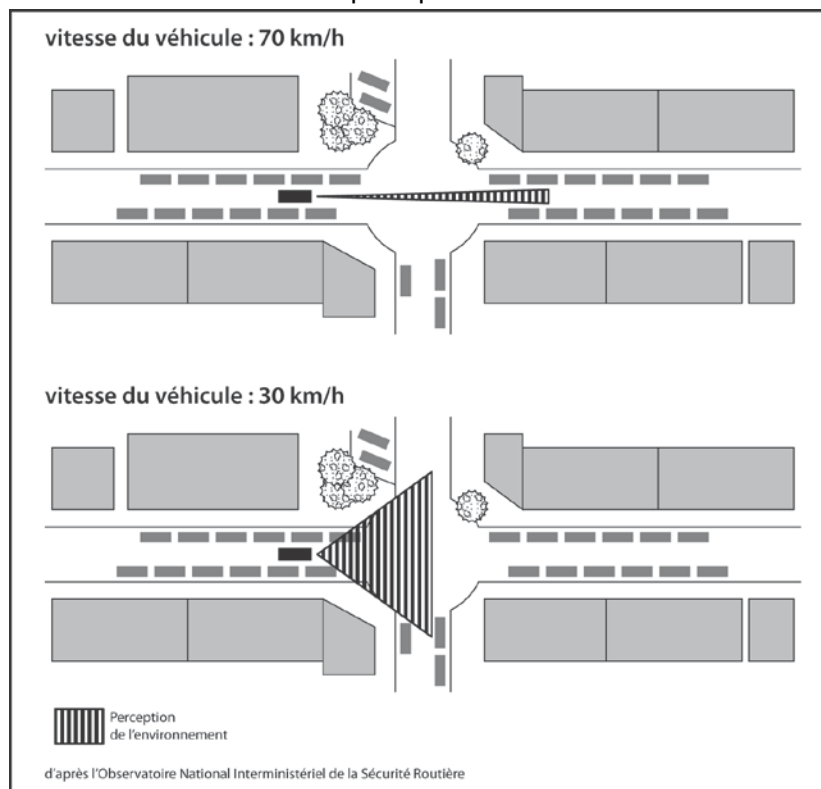 vitesse du véhicule : 70 km/h
vitesse du véhicule : 30 km/h
Perception
de l'environnement
d'après l'Observatoire National Interministériel de la Sécurité Routière